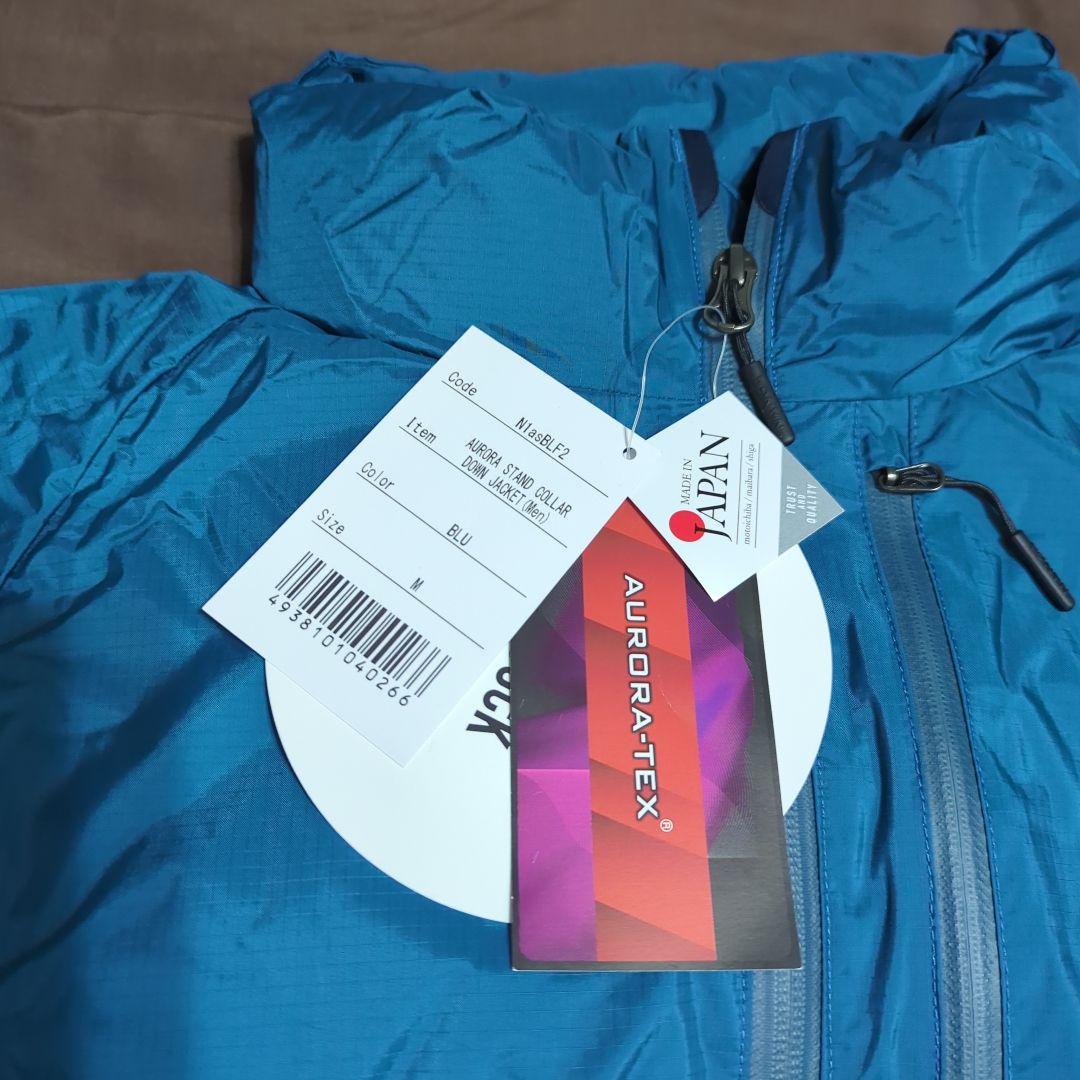 Code
N1asBLF2
Item
AURORA STAND COLLAR
DOWN JACKET(Men)
Color
BLU
Size
M
4938101040266
MADE IN
JAPAN
motoichiba / maibara / shiga
TRUST
AND
QUALITY
AURORA-TEX®